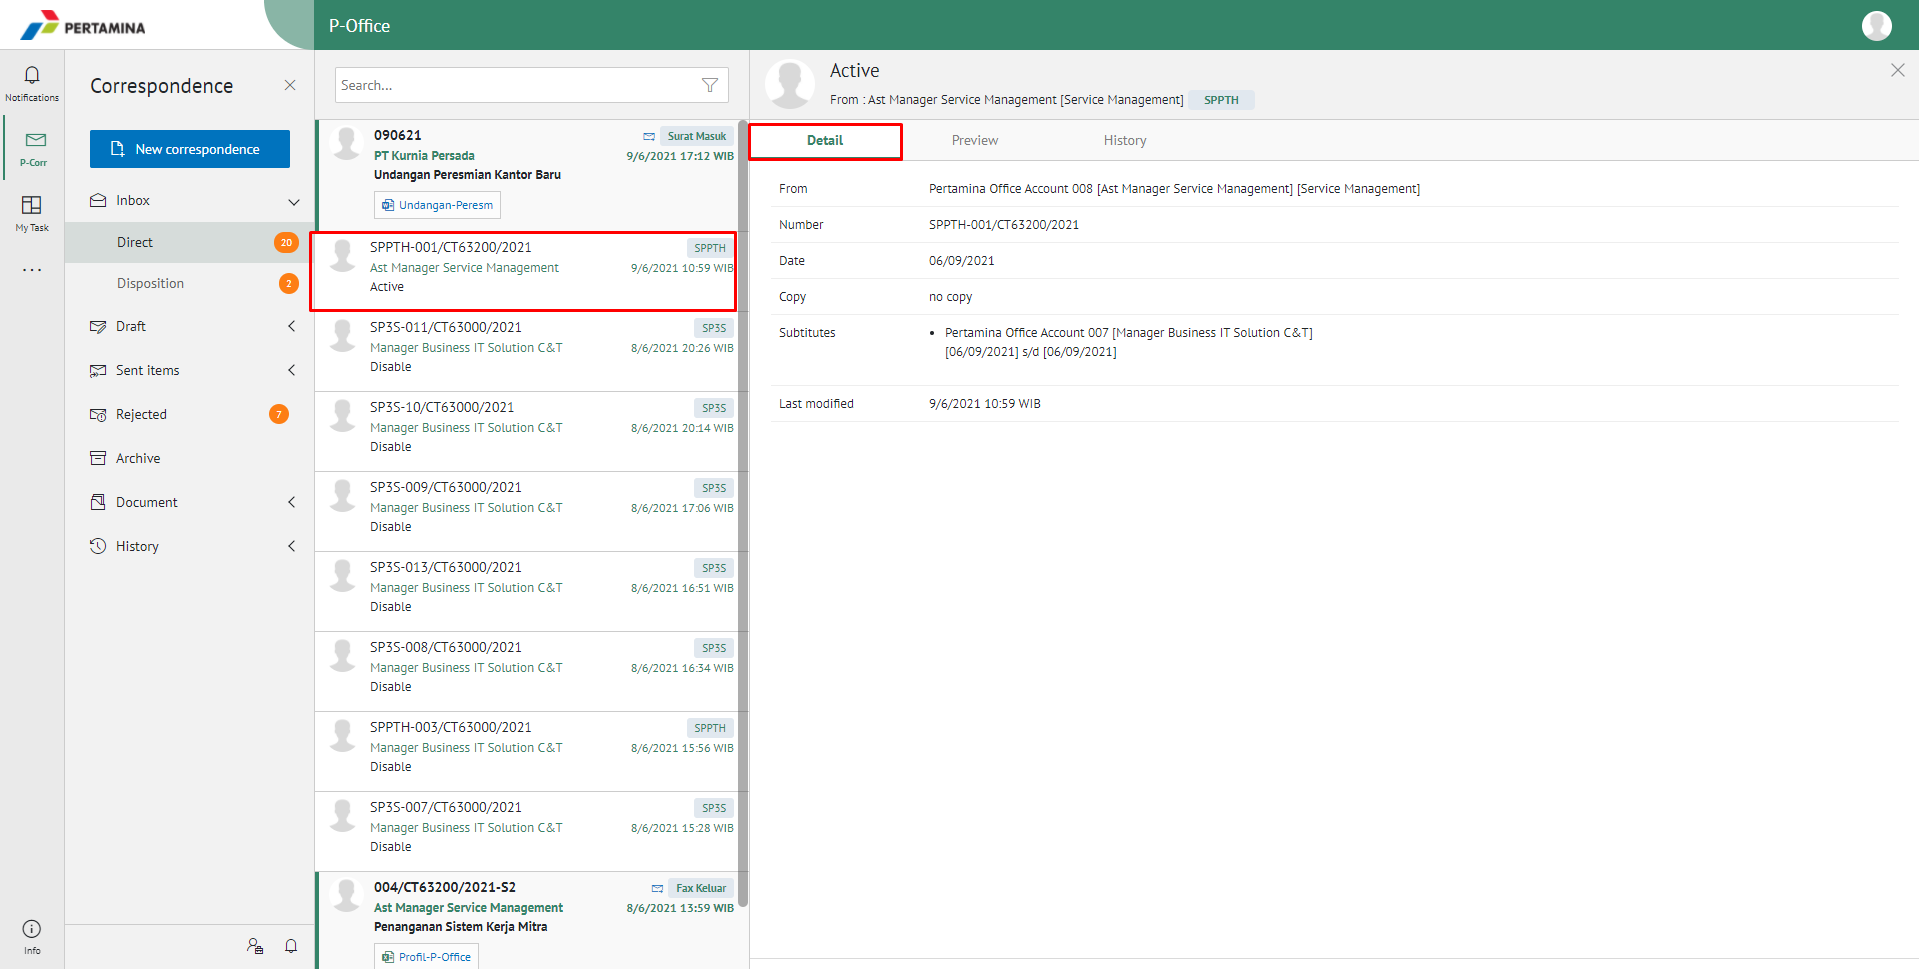 PERTAMINA
P-Office
Notifications
P-Corr
My Task
Info
Correspondence
New correspondence
Inbox
Direct 20
Disposition 2
Draft
Sent items
Rejected 7
Archive
Document
History
Search...
090621 Surat Masuk
PT Kurnia Persada 9/6/2021 17:12 WIB
Undangan Peresmian Kantor Baru
Undangan-Peresm
SPPTH-001/CT63200/2021 SPPTH
Ast Manager Service Management 9/6/2021 10:59 WIB
Active
SP3S-011/CT63000/2021 SP3S
Manager Business IT Solution C&T 8/6/2021 20:26 WIB
Disable
SP3S-10/CT63000/2021 SP3S
Manager Business IT Solution C&T 8/6/2021 20:14 WIB
Disable
SP3S-009/CT63000/2021 SP3S
Manager Business IT Solution C&T 8/6/2021 17:06 WIB
Disable
SP3S-013/CT63000/2021 SP3S
Manager Business IT Solution C&T 8/6/2021 16:51 WIB
Disable
SP3S-008/CT63000/2021 SP3S
Manager Business IT Solution C&T 8/6/2021 16:34 WIB
Disable
SPPTH-003/CT63000/2021 SPPTH
Manager Business IT Solution C&T 8/6/2021 15:56 WIB
Disable
SP3S-007/CT63000/2021 SP3S
Manager Business IT Solution C&T 8/6/2021 15:28 WIB
Disable
004/CT63200/2021-S2 Fax Keluar
Ast Manager Service Management 8/6/2021 13:59 WIB
Penanganan Sistem Kerja Mitra
Profil-P-Office
Active
From : Ast Manager Service Management [Service Management] SPPTH
Detail Preview History
From Pertamina Office Account 008 [Ast Manager Service Management] [Service Management]
Number SPPTH-001/CT63200/2021
Date 06/09/2021
Copy no copy
Subtitutes • Pertamina Office Account 007 [Manager Business IT Solution C&T]
[06/09/2021] s/d [06/09/2021]
Last modified 9/6/2021 10:59 WIB